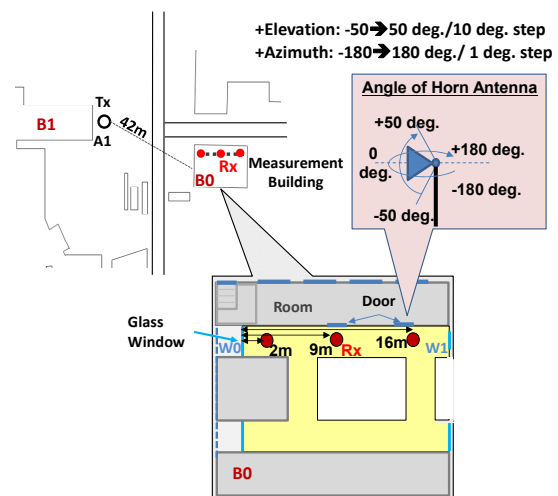 +Elevation: -50➔50 deg./10 deg. step
+Azimuth: -180➔180 deg./ 1 deg. step
Tx
B1
A1
42m
Rx
B0
Measurement
Building
Angle of Horn Antenna
+50 deg.
0
deg.
+180 deg.
-180 deg.
-50 deg.
Room
Door
Glass
Window
W0
2m
9m
Rx
16m
W1
B0